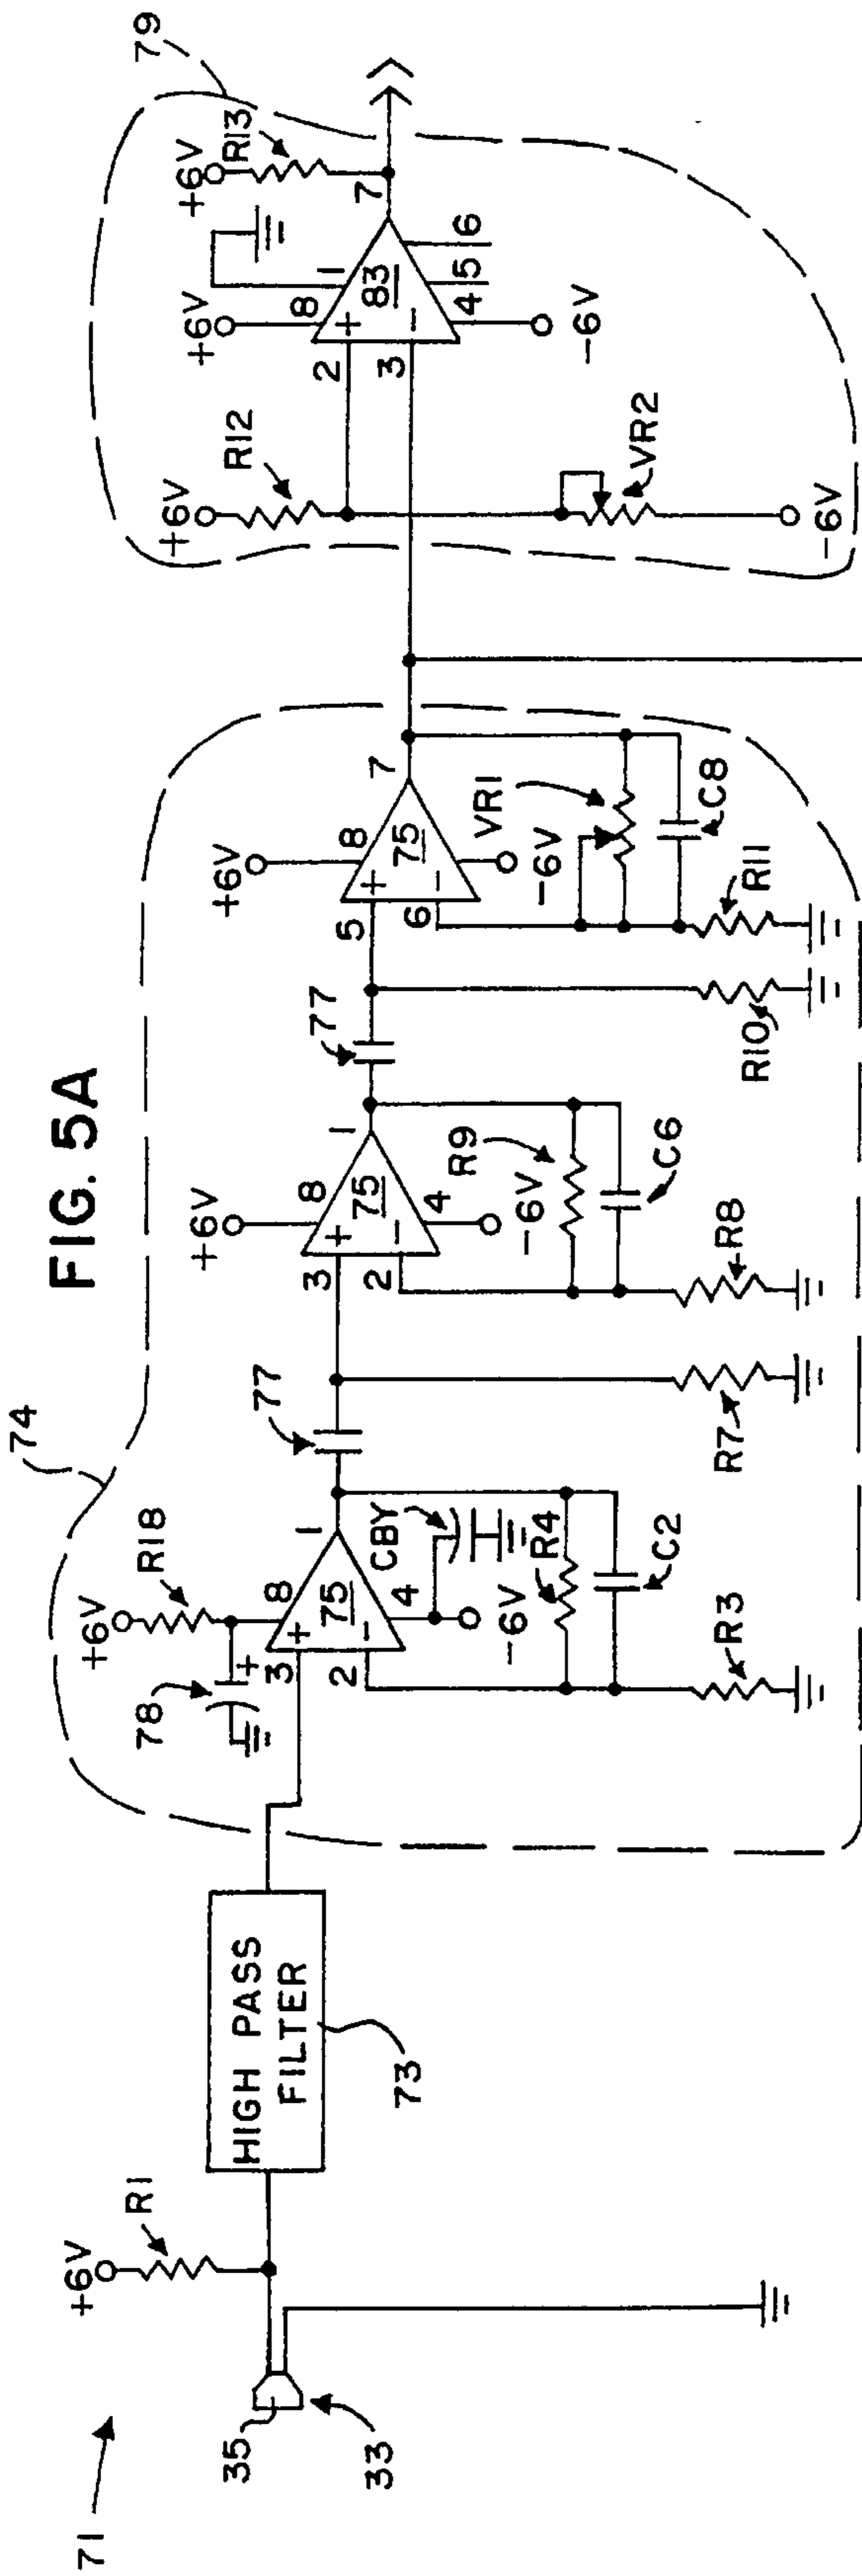 FIG. 5A
71
+6V
R1
35
33
HIGH PASS
FILTER
73
74
+6V
R18
78
+
3
+
8
75
1
2
-
4
CBY
-6V
R4
C2
R3
77
R7
+6V
3
+
8
75
1
2
-
4
-6V
R9
C6
R8
77
R10
+6V
5
+
8
75
7
6
-
-6V
VR1
C8
R11
79
+6V
R12
VR2
-6V
+6V
8
1
2
+
83
3
-
4
5
6
7
-6V
+6V
R13